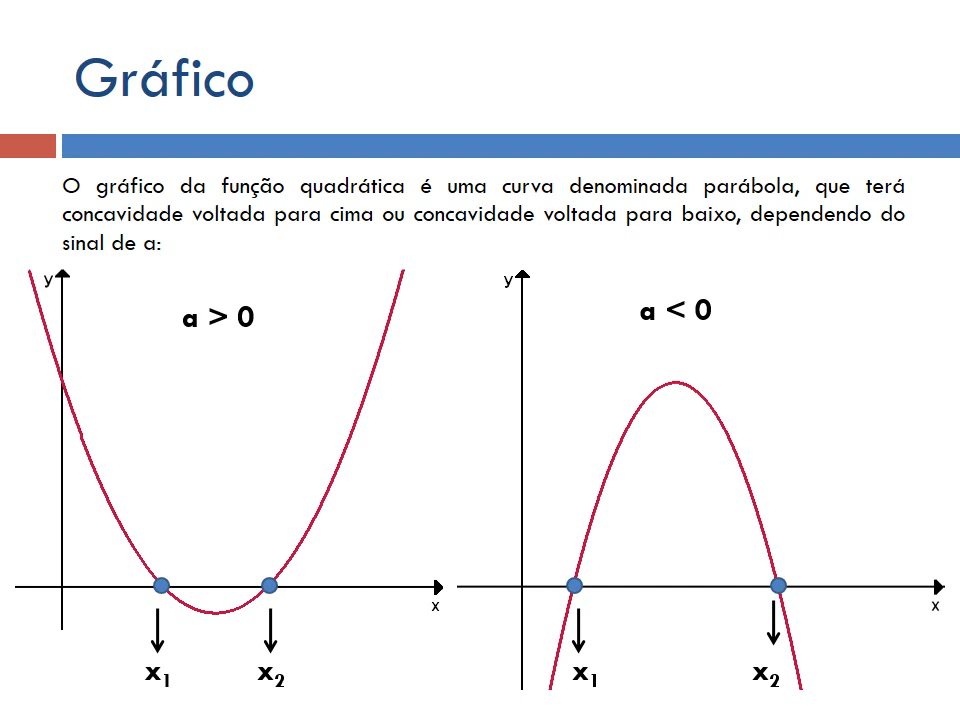 Gráfico
O gráfico da função quadrática é uma curva denominada parábola, que terá
concavidade voltada para cima ou concavidade voltada para baixo, dependendo do
sinal de a:
y
a > 0
x
x₁
x₂
y
a < 0
x
x₁
x₂